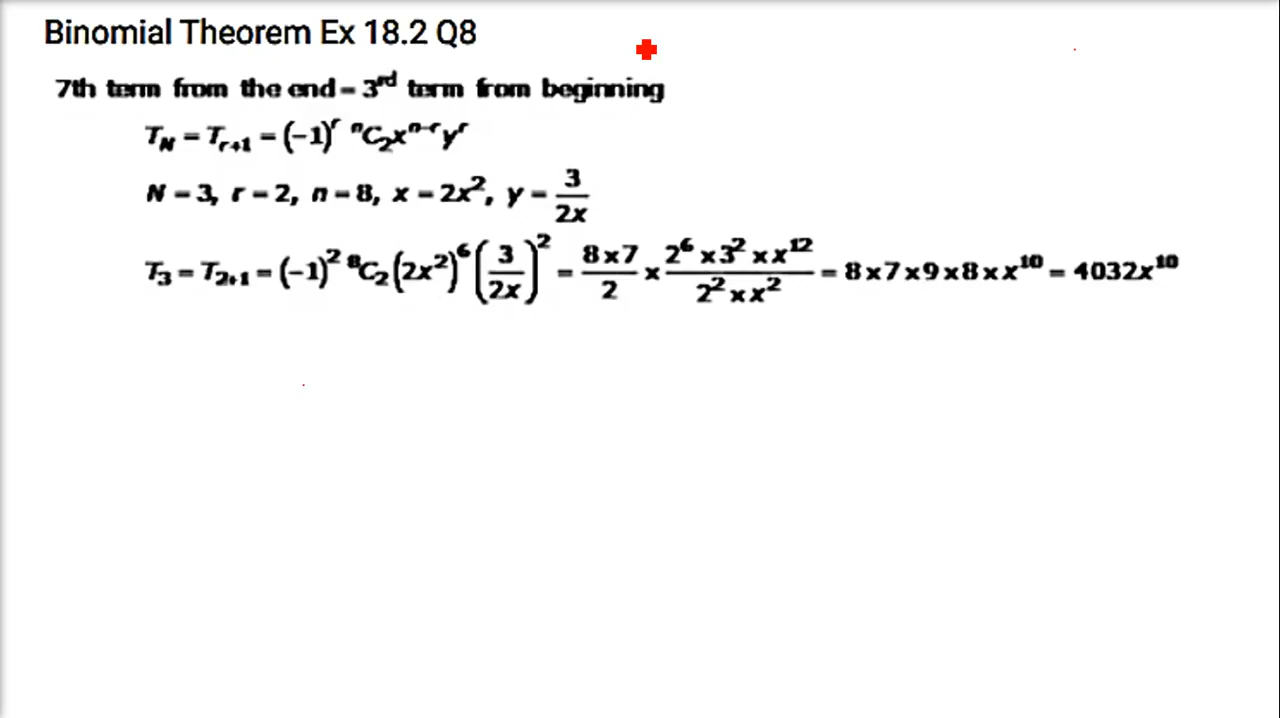 Binomial Theorem Ex 18.2 Q8
7th term from the end = 3ʳᵈ term from beginning
T_N = T_{r+1} = (−1)^r ⁿC₂x^{n−r}y^r
N = 3, r = 2, n = 8, x = 2x², y = 3/(2x)
T₃ = T_{2+1} = (−1)² ⁸C₂(2x²)⁶(3/(2x))² = (8×7)/2 × (2⁶×3²×x¹²)/(2²×x²) = 8×7×9×8×x¹⁰ = 4032x¹⁰